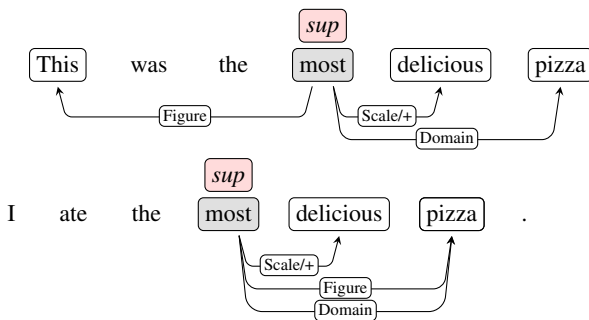 sup
This was the most delicious pizza
Figure
Scale/+
Domain
sup
I ate the most delicious pizza .
Scale/+
Figure
Domain